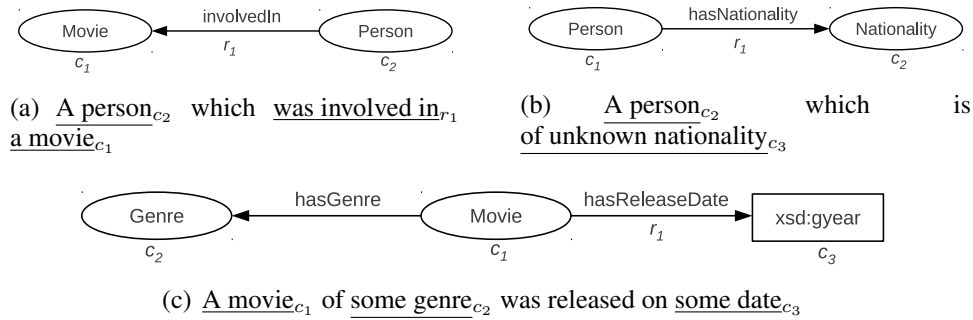 involvedIn
Movie
Person
r1
c1
c2
hasNationality
Person
Nationality
r1
c1
c2
(a) A personc2 which was involved inr1
a moviec1
(b) A personc2 which is
of unknown nationalityc3
hasGenre
hasReleaseDate
Genre
Movie
xsd:gyear
r1
c2
c1
c3
(c) A moviec1 of some genrec2 was released on some datec3